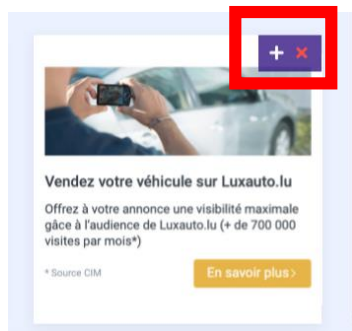 Vendez votre véhicule sur Luxauto.lu
Offrez à votre annonce une visibilité maximale
gâce à l'audience de Luxauto.lu (+ de 700 000
visites par mois*)
* Source CIM
En savoir plus >